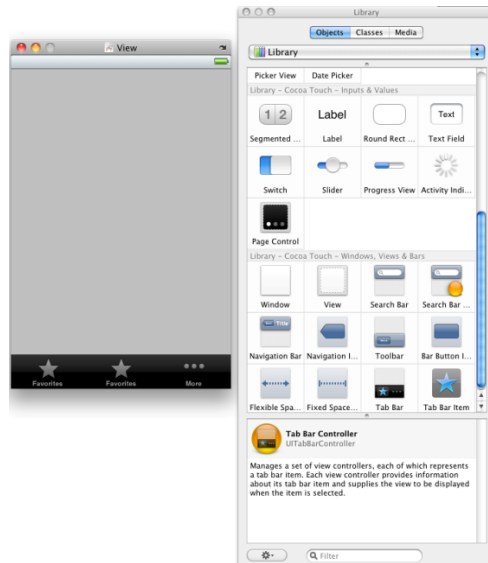 View
Favorites Favorites More
Library
Objects Classes Media
Library
Picker View Date Picker
Library – Cocoa Touch – Inputs & Values
1 2 Label Text
Segmented ... Label Round Rect ... Text Field
Switch Slider Progress View Activity Indi...
Page Control
Library – Cocoa Touch – Windows, Views & Bars
Window View Search Bar Search Bar ...
Title
Navigation Bar Navigation I... Toolbar Bar Button I...
Flexible Spa... Fixed Space... Tab Bar Tab Bar Item
Tab Bar Controller
UITabBarController
Manages a set of view controllers, each of which represents
a tab bar item. Each view controller provides information
about its tab bar item and supplies the view to be displayed
when the item is selected.
Filter